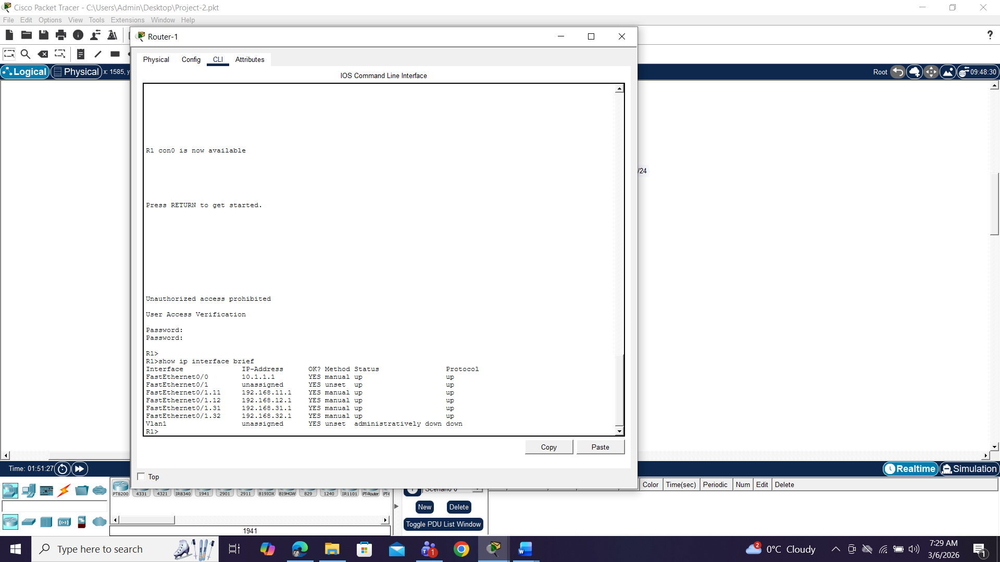 Cisco Packet Tracer - C:\Users\Admin\Desktop\Project-2.pkt
File Edit Options View Tools Extensions Window Help
Router-1
Physical Config CLI Attributes
Logical Physical x: 1585, y
Root 09:48:30
IOS Command Line Interface
R1 con0 is now available
/24
Press RETURN to get started.
Unauthorized access prohibited
User Access Verification
Password:
Password:
R1>
R1>show ip interface brief
Interface IP-Address OK? Method Status Protocol
FastEthernet0/0 10.1.1.1 YES manual up up
FastEthernet0/1 unassigned YES unset up up
FastEthernet0/1.11 192.168.11.1 YES manual up up
FastEthernet0/1.12 192.168.12.1 YES manual up up
FastEthernet0/1.31 192.168.31.1 YES manual up up
FastEthernet0/1.32 192.168.32.1 YES manual up up
Vlan1 unassigned YES unset administratively down down
R1>
Copy Paste
Time: 01:51:27
Realtime Simulation
Top
Scenario 0
Color Time(sec) Periodic Num Edit Delete
PT8200 4331 4321 IR8340 1941 2901 2911 819IOX 819HGW 829 1240 IR1101 PT-Router PT-E
New Delete
Toggle PDU List Window
1941
Type here to search
1
2
0°C Cloudy
7:29 AM
3/6/2026
1